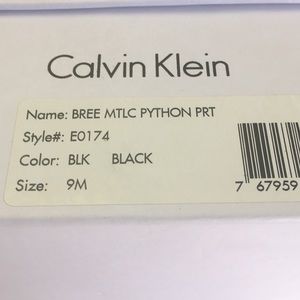 Calvin Klein
Name: BREE MTLC PYTHON PRT
Style#: E0174
Color: BLK BLACK
Size: 9M
7 67959